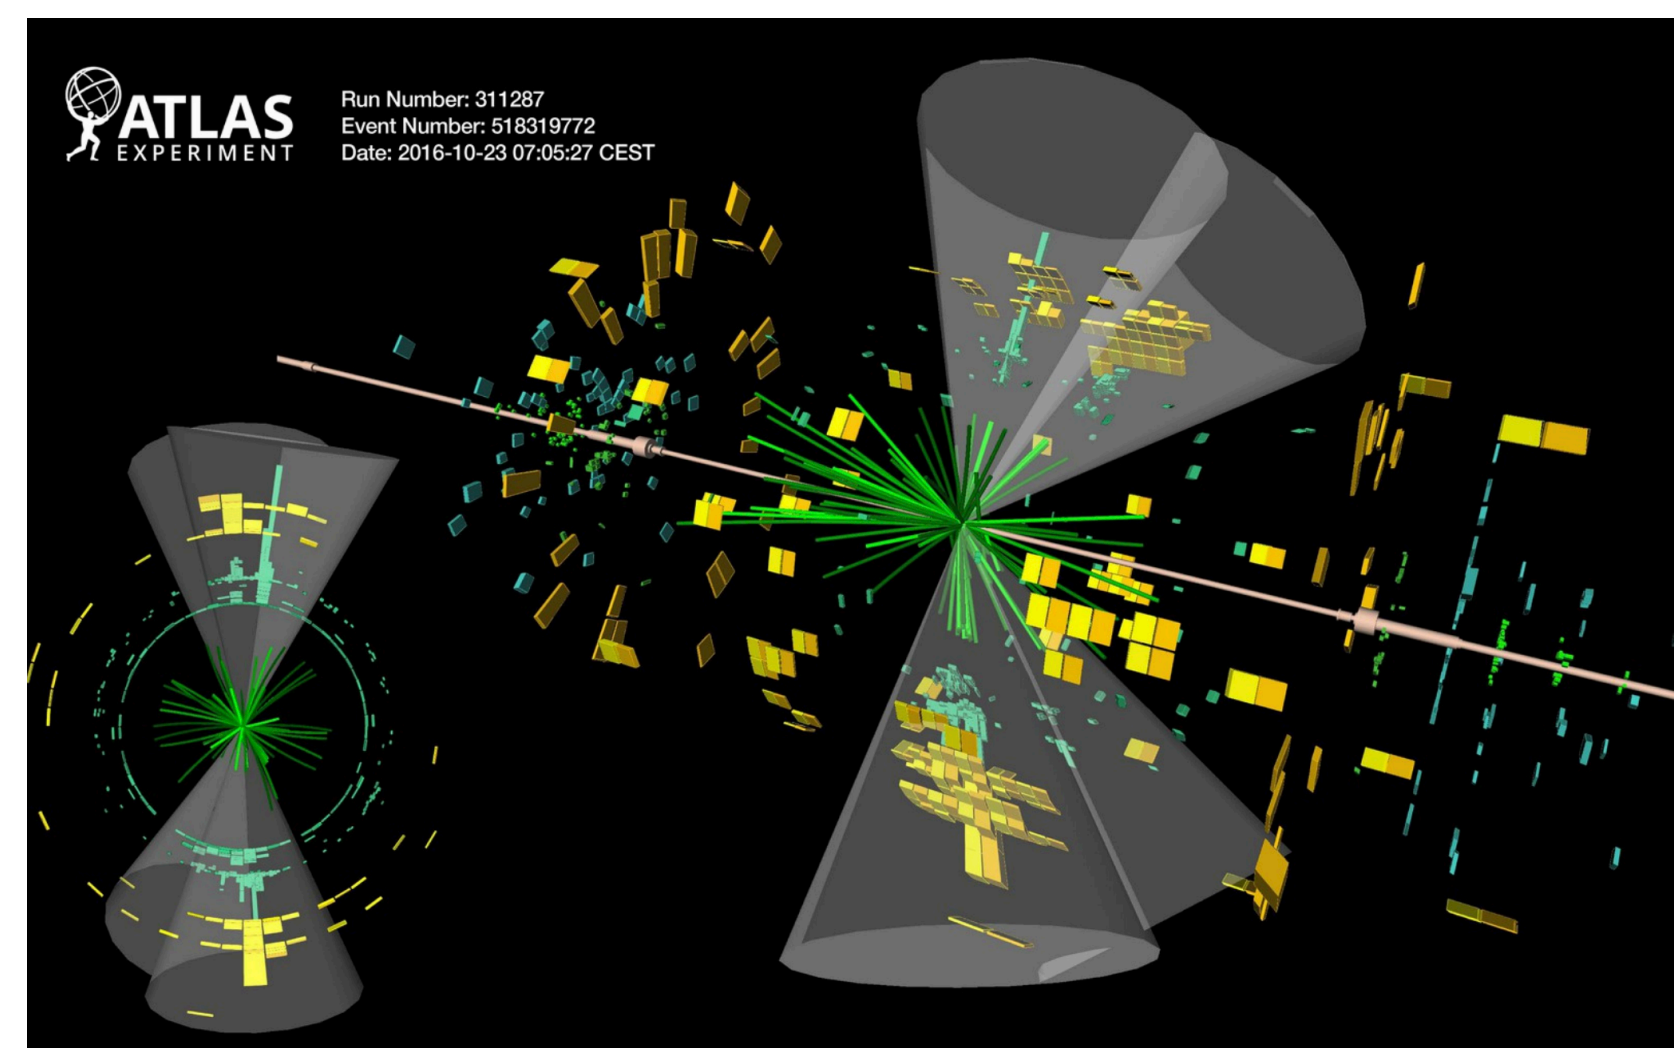 ATLAS
EXPERIMENT
Run Number: 311287
Event Number: 518319772
Date: 2016-10-23 07:05:27 CEST